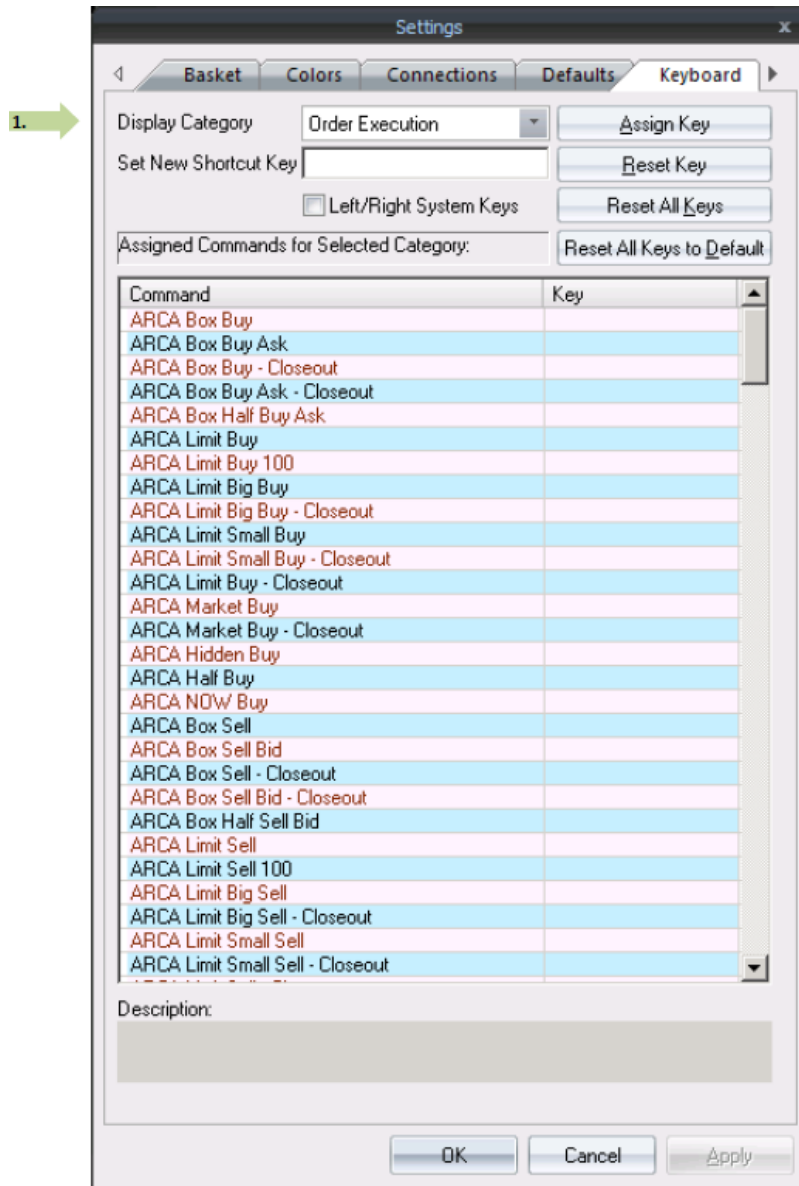 Settings x
Basket Colors Connections Defaults Keyboard
1.
Display Category Order Execution Assign Key
Set New Shortcut Key Reset Key
Left/Right System Keys Reset All Keys
Assigned Commands for Selected Category: Reset All Keys to Default
Command Key
ARCA Box Buy
ARCA Box Buy Ask
ARCA Box Buy - Closeout
ARCA Box Buy Ask - Closeout
ARCA Box Half Buy Ask
ARCA Limit Buy
ARCA Limit Buy 100
ARCA Limit Big Buy
ARCA Limit Big Buy - Closeout
ARCA Limit Small Buy
ARCA Limit Small Buy - Closeout
ARCA Limit Buy - Closeout
ARCA Market Buy
ARCA Market Buy - Closeout
ARCA Hidden Buy
ARCA Half Buy
ARCA NOW Buy
ARCA Box Sell
ARCA Box Sell Bid
ARCA Box Sell - Closeout
ARCA Box Sell Bid - Closeout
ARCA Box Half Sell Bid
ARCA Limit Sell
ARCA Limit Sell 100
ARCA Limit Big Sell
ARCA Limit Big Sell - Closeout
ARCA Limit Small Sell
ARCA Limit Small Sell - Closeout
Description:
OK Cancel Apply